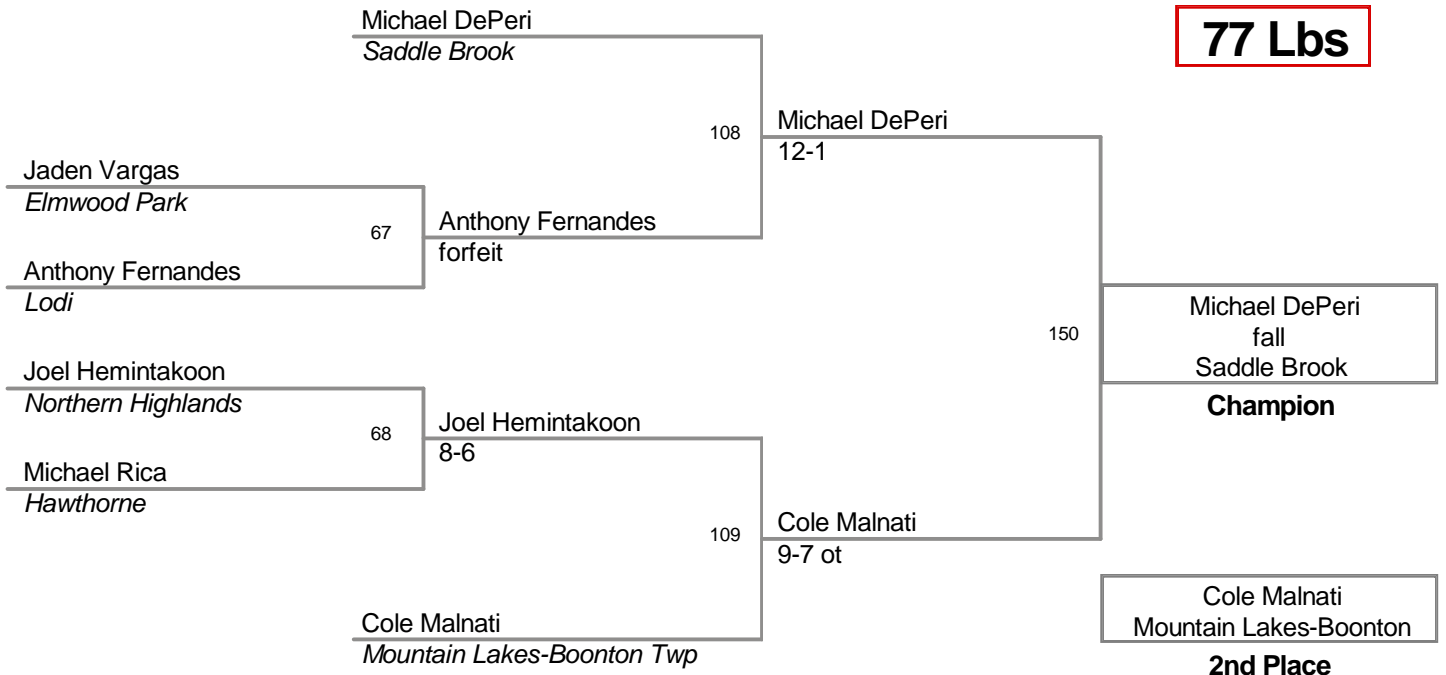 Michael DePeri
Saddle Brook
77 Lbs
108
Michael DePeri
12-1
Jaden Vargas
Elmwood Park
67
Anthony Fernandes
forfeit
Anthony Fernandes
Lodi
150
Michael DePeri
fall
Saddle Brook
Champion
Joel Hemintakoon
Northern Highlands
68
Joel Hemintakoon
8-6
Michael Rica
Hawthorne
109
Cole Malnati
9-7 ot
Cole Malnati
Mountain Lakes-Boonton Twp
Cole Malnati
Mountain Lakes-Boonton
2nd Place